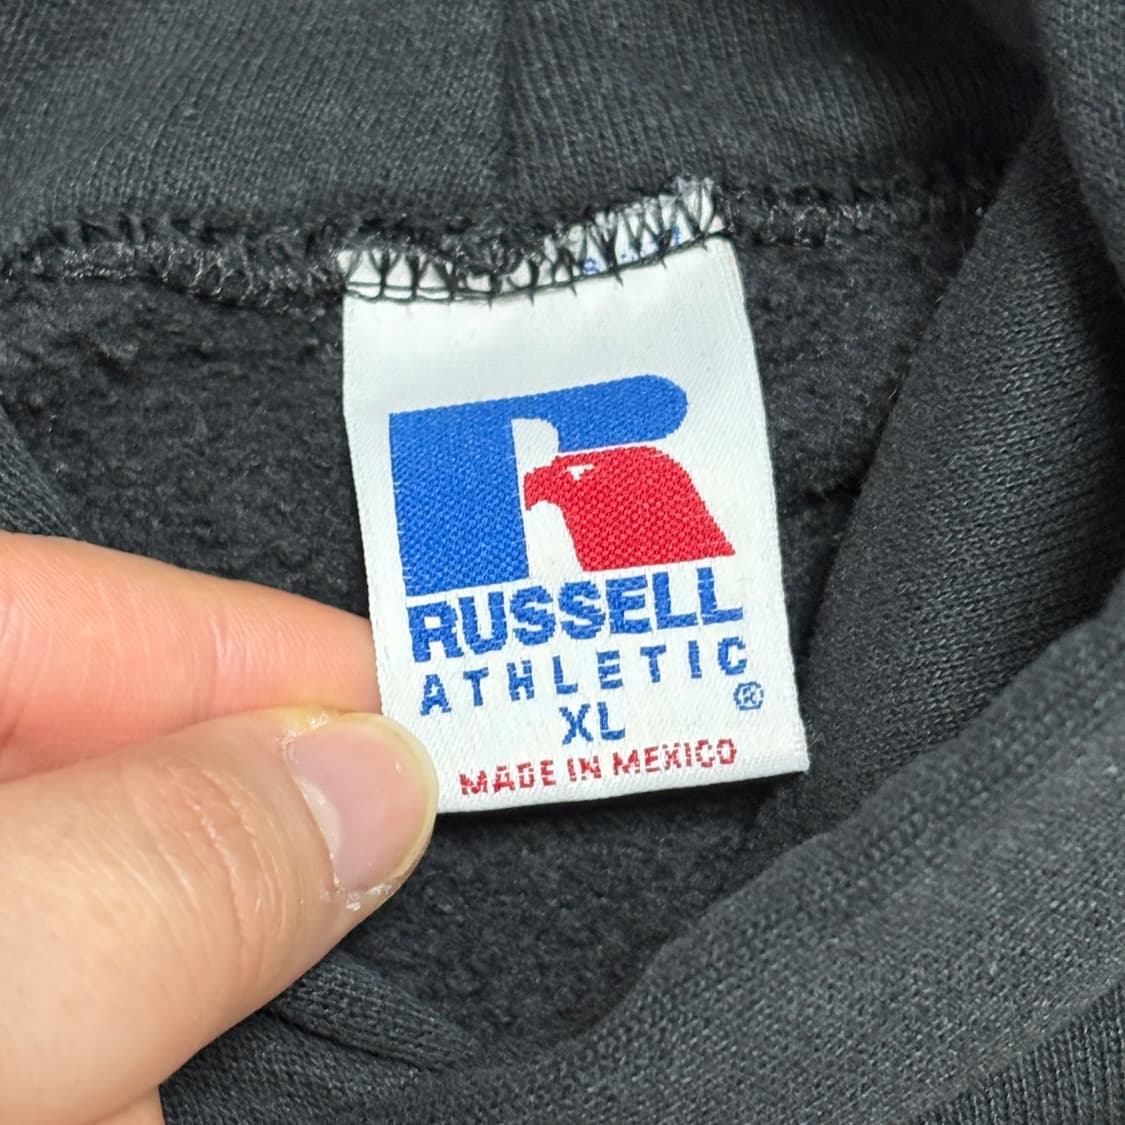 RUSSELL
ATHLETIC
®
XL
MADE IN MEXICO